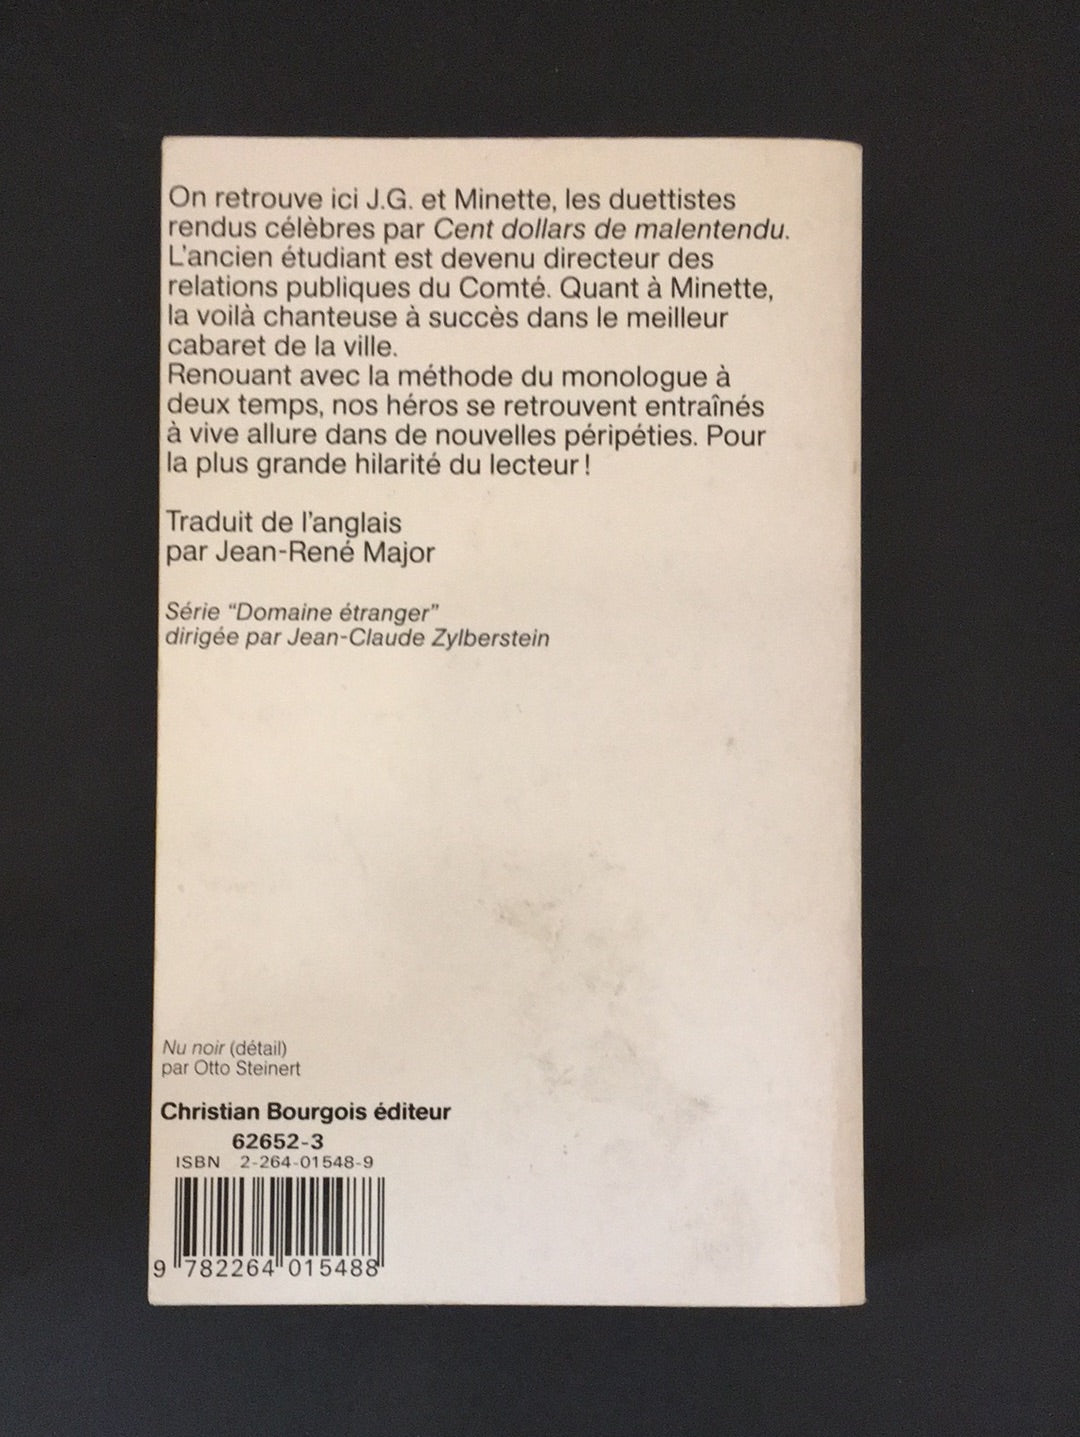 On retrouve ici J.G. et Minette, les duettistes
rendus célèbres par Cent dollars de malentendu.
L'ancien étudiant est devenu directeur des
relations publiques du Comté. Quant à Minette,
la voilà chanteuse à succès dans le meilleur
cabaret de la ville.
Renouant avec la méthode du monologue à
deux temps, nos héros se retrouvent entraînés
à vive allure dans de nouvelles péripéties. Pour
la plus grande hilarité du lecteur !
Traduit de l'anglais
par Jean-René Major
Série "Domaine étranger"
dirigée par Jean-Claude Zylberstein
Nu noir (détail)
par Otto Steinert
Christian Bourgois éditeur
62652-3
ISBN 2-264-01548-9
9 782264 015488